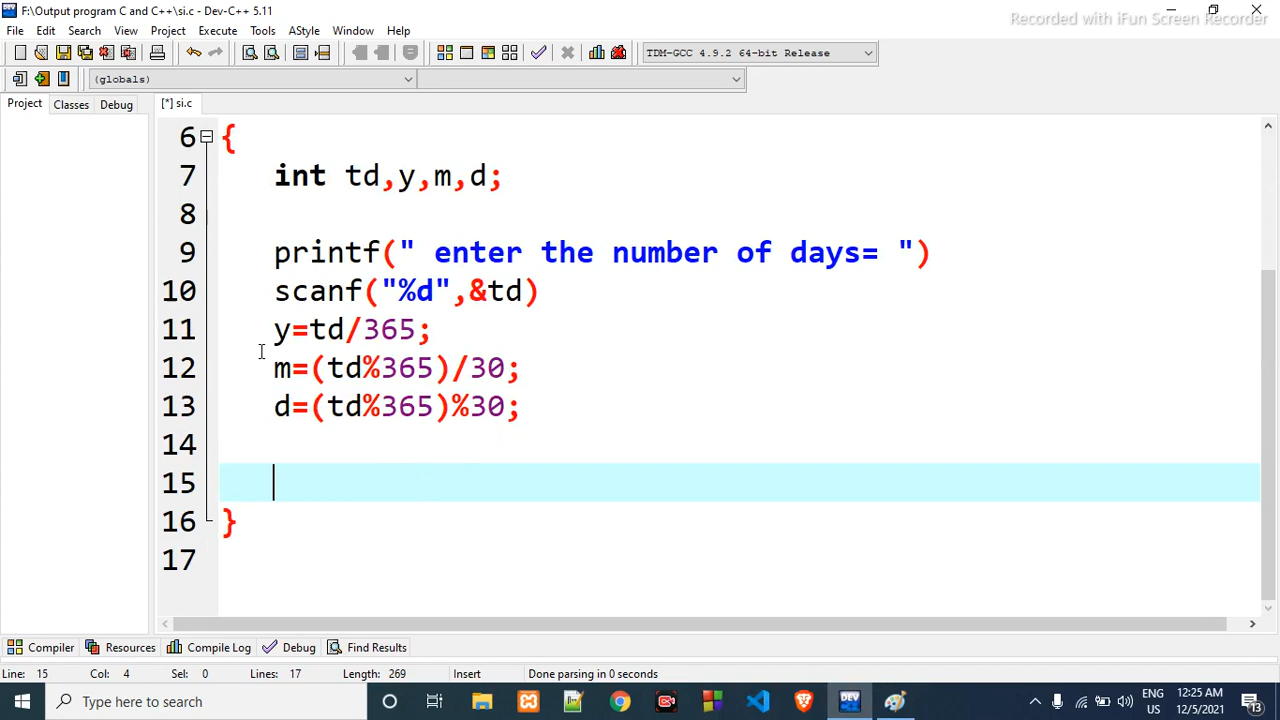 F:\Output program C and C++\si.c - Dev-C++ 5.11
Recorded with iFun Screen Recorder
File Edit Search View Project Execute Tools AStyle Window Help
TDM-GCC 4.9.2 64-bit Release
(globals)
Project Classes Debug [*] si.c
6 {
7 int td,y,m,d;
8
9 printf(" enter the number of days= ")
10 scanf("%d",&td)
11 y=td/365;
12 m=(td%365)/30;
13 d=(td%365)%30;
14
15
16 }
17
Compiler Resources Compile Log Debug Find Results
Line: 15 Col: 4 Sel: 0 Lines: 17 Length: 269 Insert Done parsing in 0 seconds
Type here to search
DEV
ENG
US
12:25 AM
12/5/2021
13